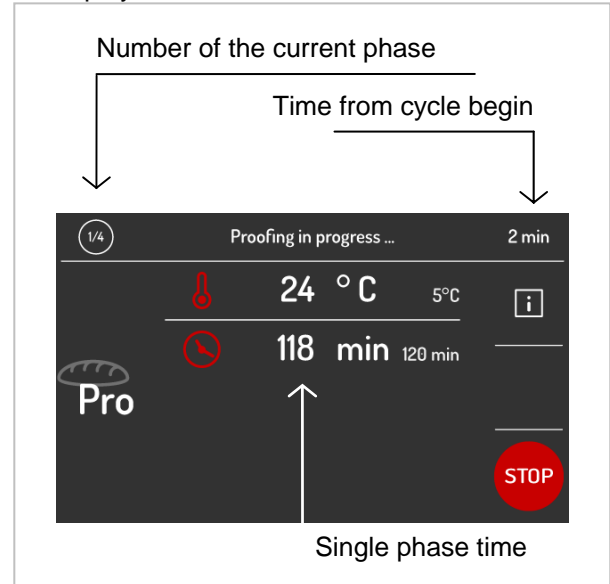 Number of the current phase
Time from cycle begin
1/4 Proofing in progress ... 2 min
24 °C 5°C
i
118 min 120 min
Pro
STOP
Single phase time